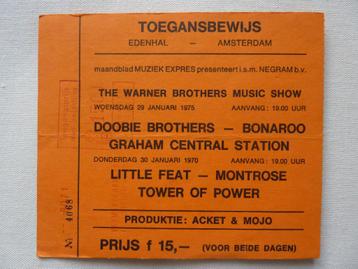 TOEGANGSBEWIJS
EDENHAL — AMSTERDAM
maandblad MUZIEK EXPRES presenteert i.s.m. NEGRAM b.v.
THE WARNER BROTHERS MUSIC SHOW
WOENSDAG 29 JANUARI 1975 AANVANG: 19.00 UUR
DOOBIE BROTHERS — BONAROO
GRAHAM CENTRAL STATION
DONDERDAG 30 JANUARI 1970 AANVANG: 19.00 UUR
LITTLE FEAT — MONTROSE
TOWER OF POWER
PRODUKTIE: ACKET & MOJO
PRIJS f 15,— (VOOR BEIDE DAGEN)
No 4068